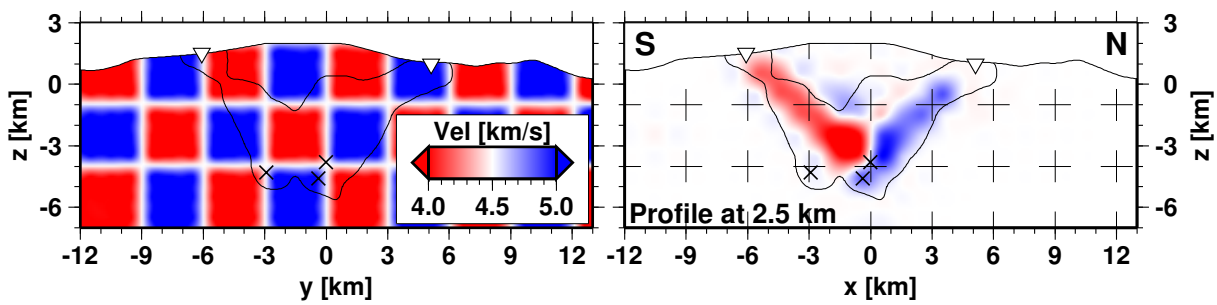 3
0
-3
-6
z [km]
Vel [km/s]
4.0 4.5 5.0
-12 -9 -6 -3 0 3 6 9 12
y [km]
S N
Profile at 2.5 km
3
0
-3
-6
z [km]
-9 -6 -3 0 3 6 9 12
x [km]